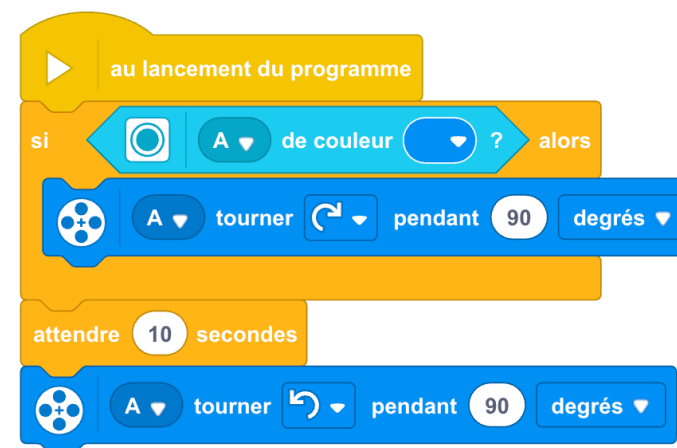 au lancement du programme
si A de couleur ? alors
A tourner pendant 90 degrés
attendre 10 secondes
A tourner pendant 90 degrés